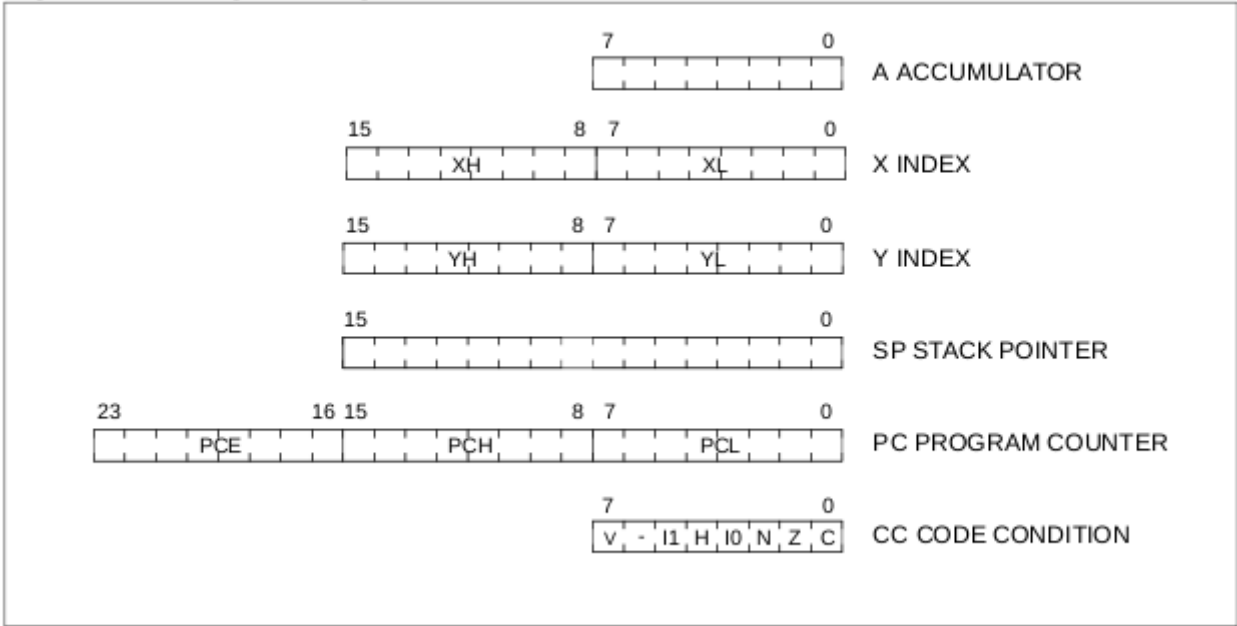 7 0
A ACCUMULATOR
15 8 7 0
XH XL X INDEX
15 8 7 0
YH YL Y INDEX
15 0
SP STACK POINTER
23 16 15 8 7 0
PCE PCH PCL PC PROGRAM COUNTER
7 0
V - I1 H I0 N Z C CC CODE CONDITION